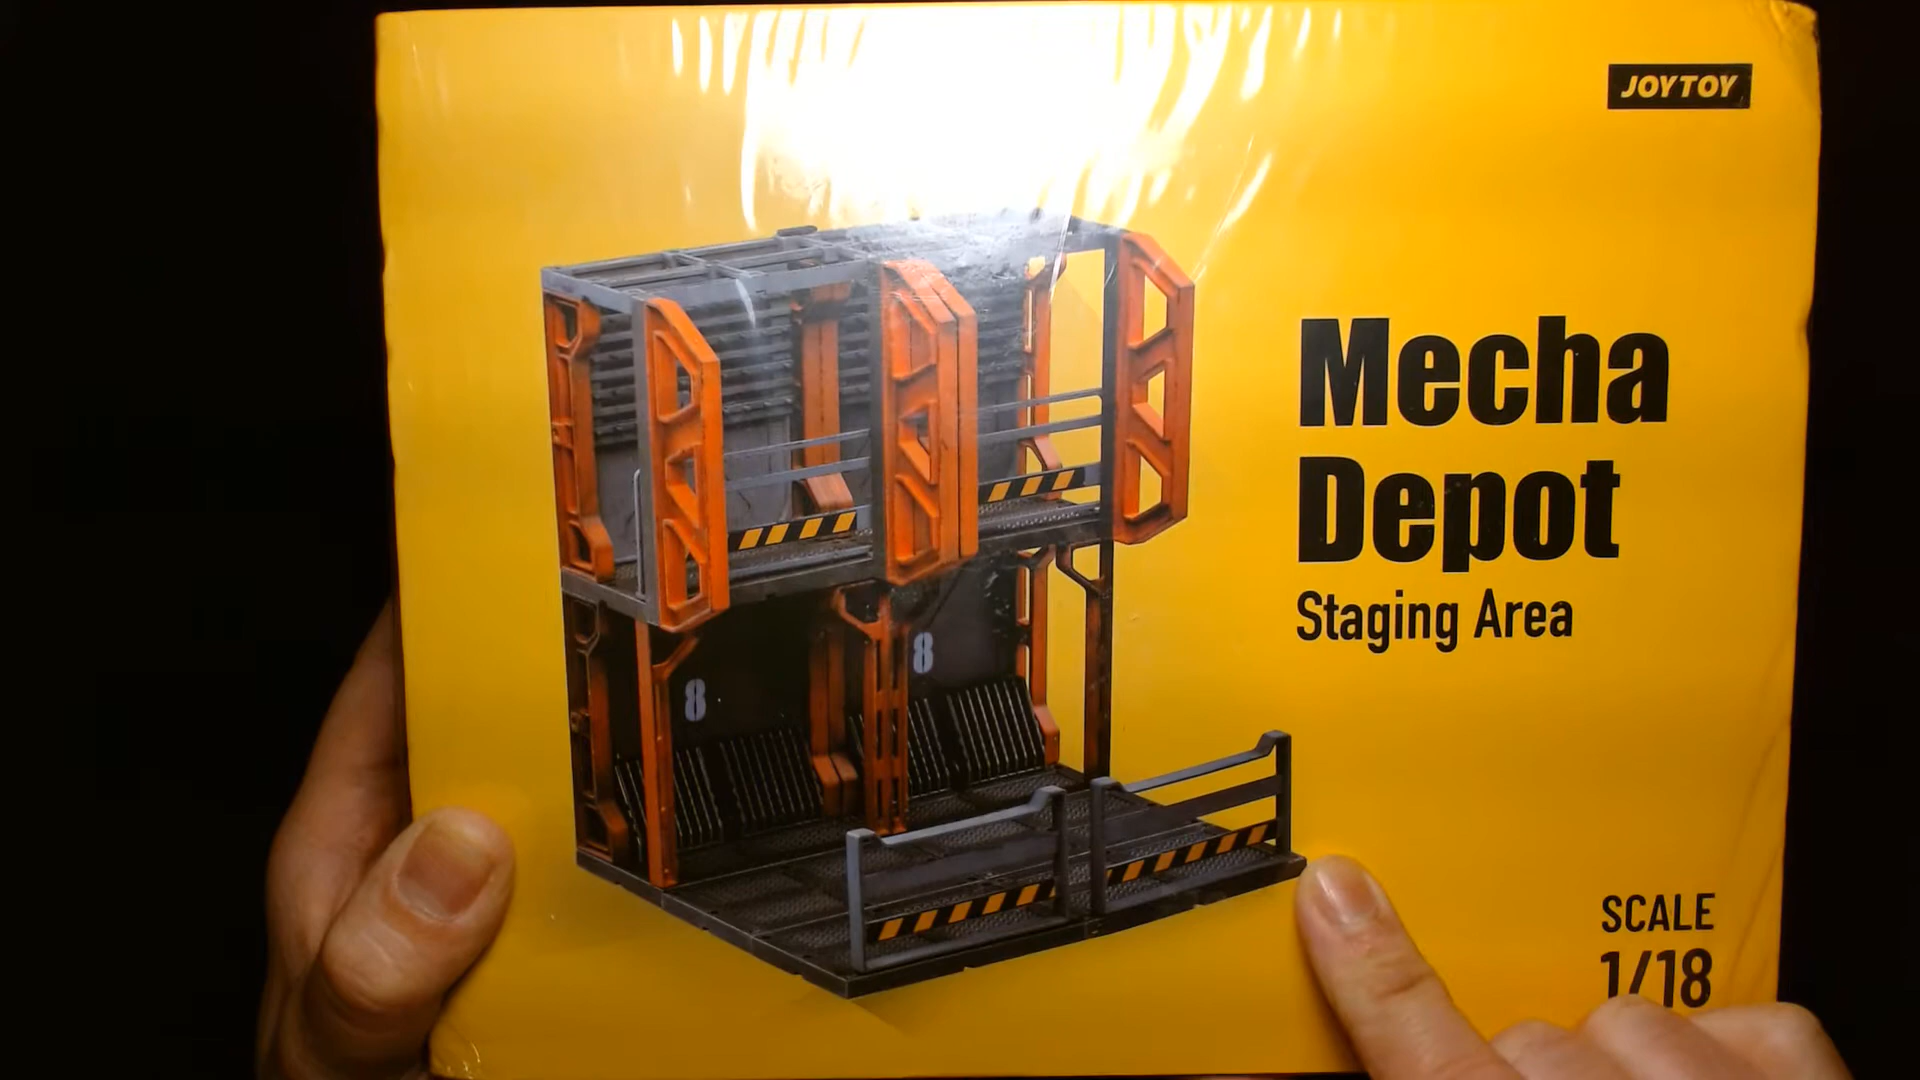 JOYTOY
Mecha
Depot
Staging Area
8
8
SCALE
1/18